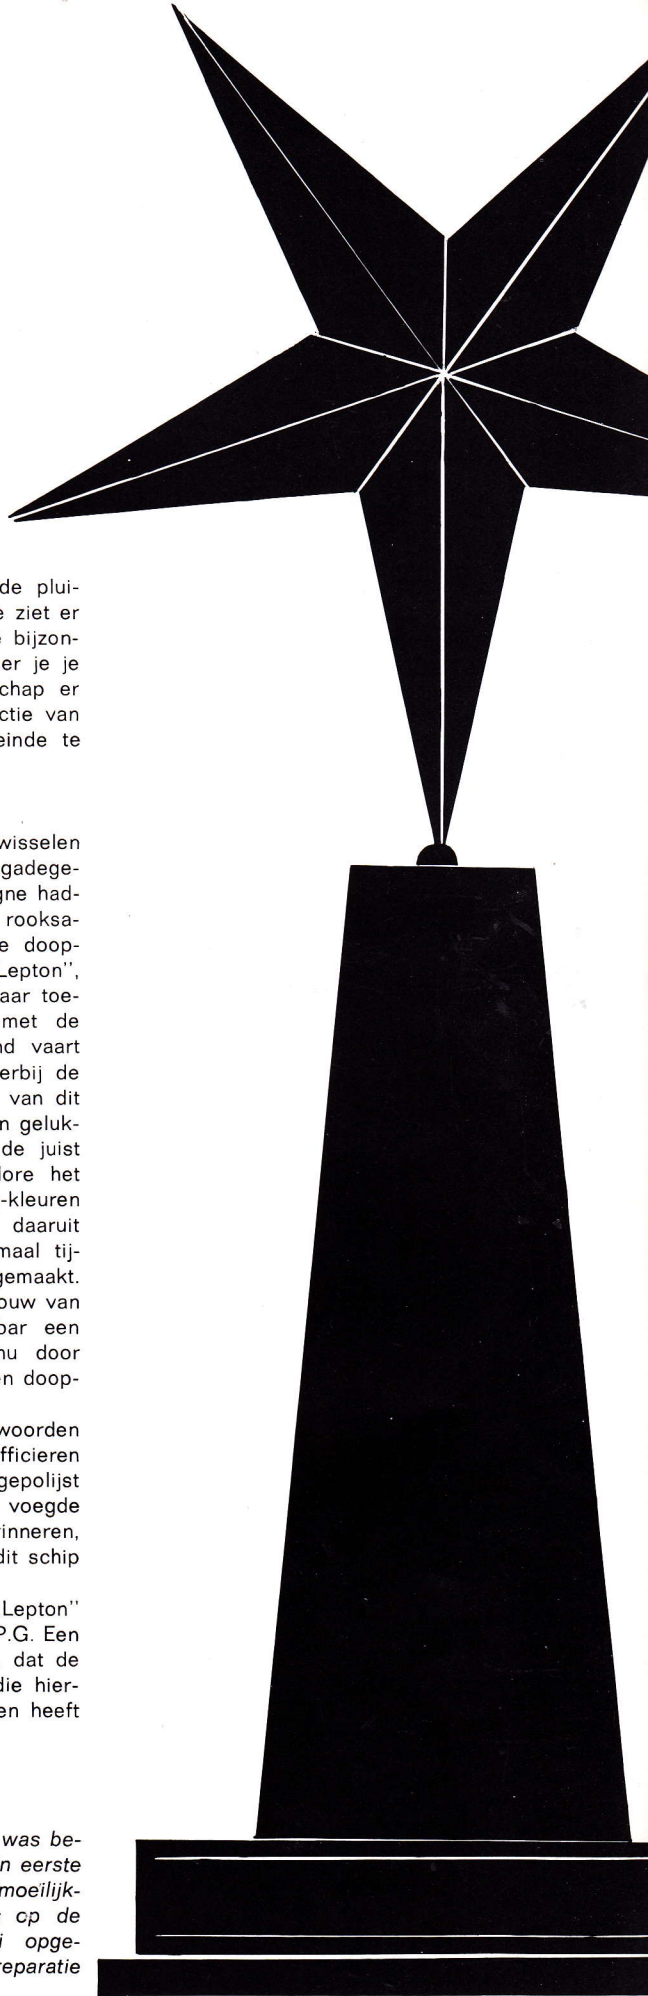 de plui-
e ziet er
e bijzon-
er je je
chap er
ctie van
einde te
wisselen
gadege-
gne had-
rooksa-
e doop-
Lepton'',
aar toe-
met de
nd vaart
erbij de
van dit
n geluk-
de juist
lore het
-kleuren
daaruit
maal tij-
gemaakt.
ouw van
bar een
nu door
en doop-
woorden
fficieren
gepolijst
voegde
inneren,
dit schip
Lepton''
P.G. Een
dat de
die hier-
en heeft
was be-
n eerste
moeilijk-
op de
i opge-
reparatie